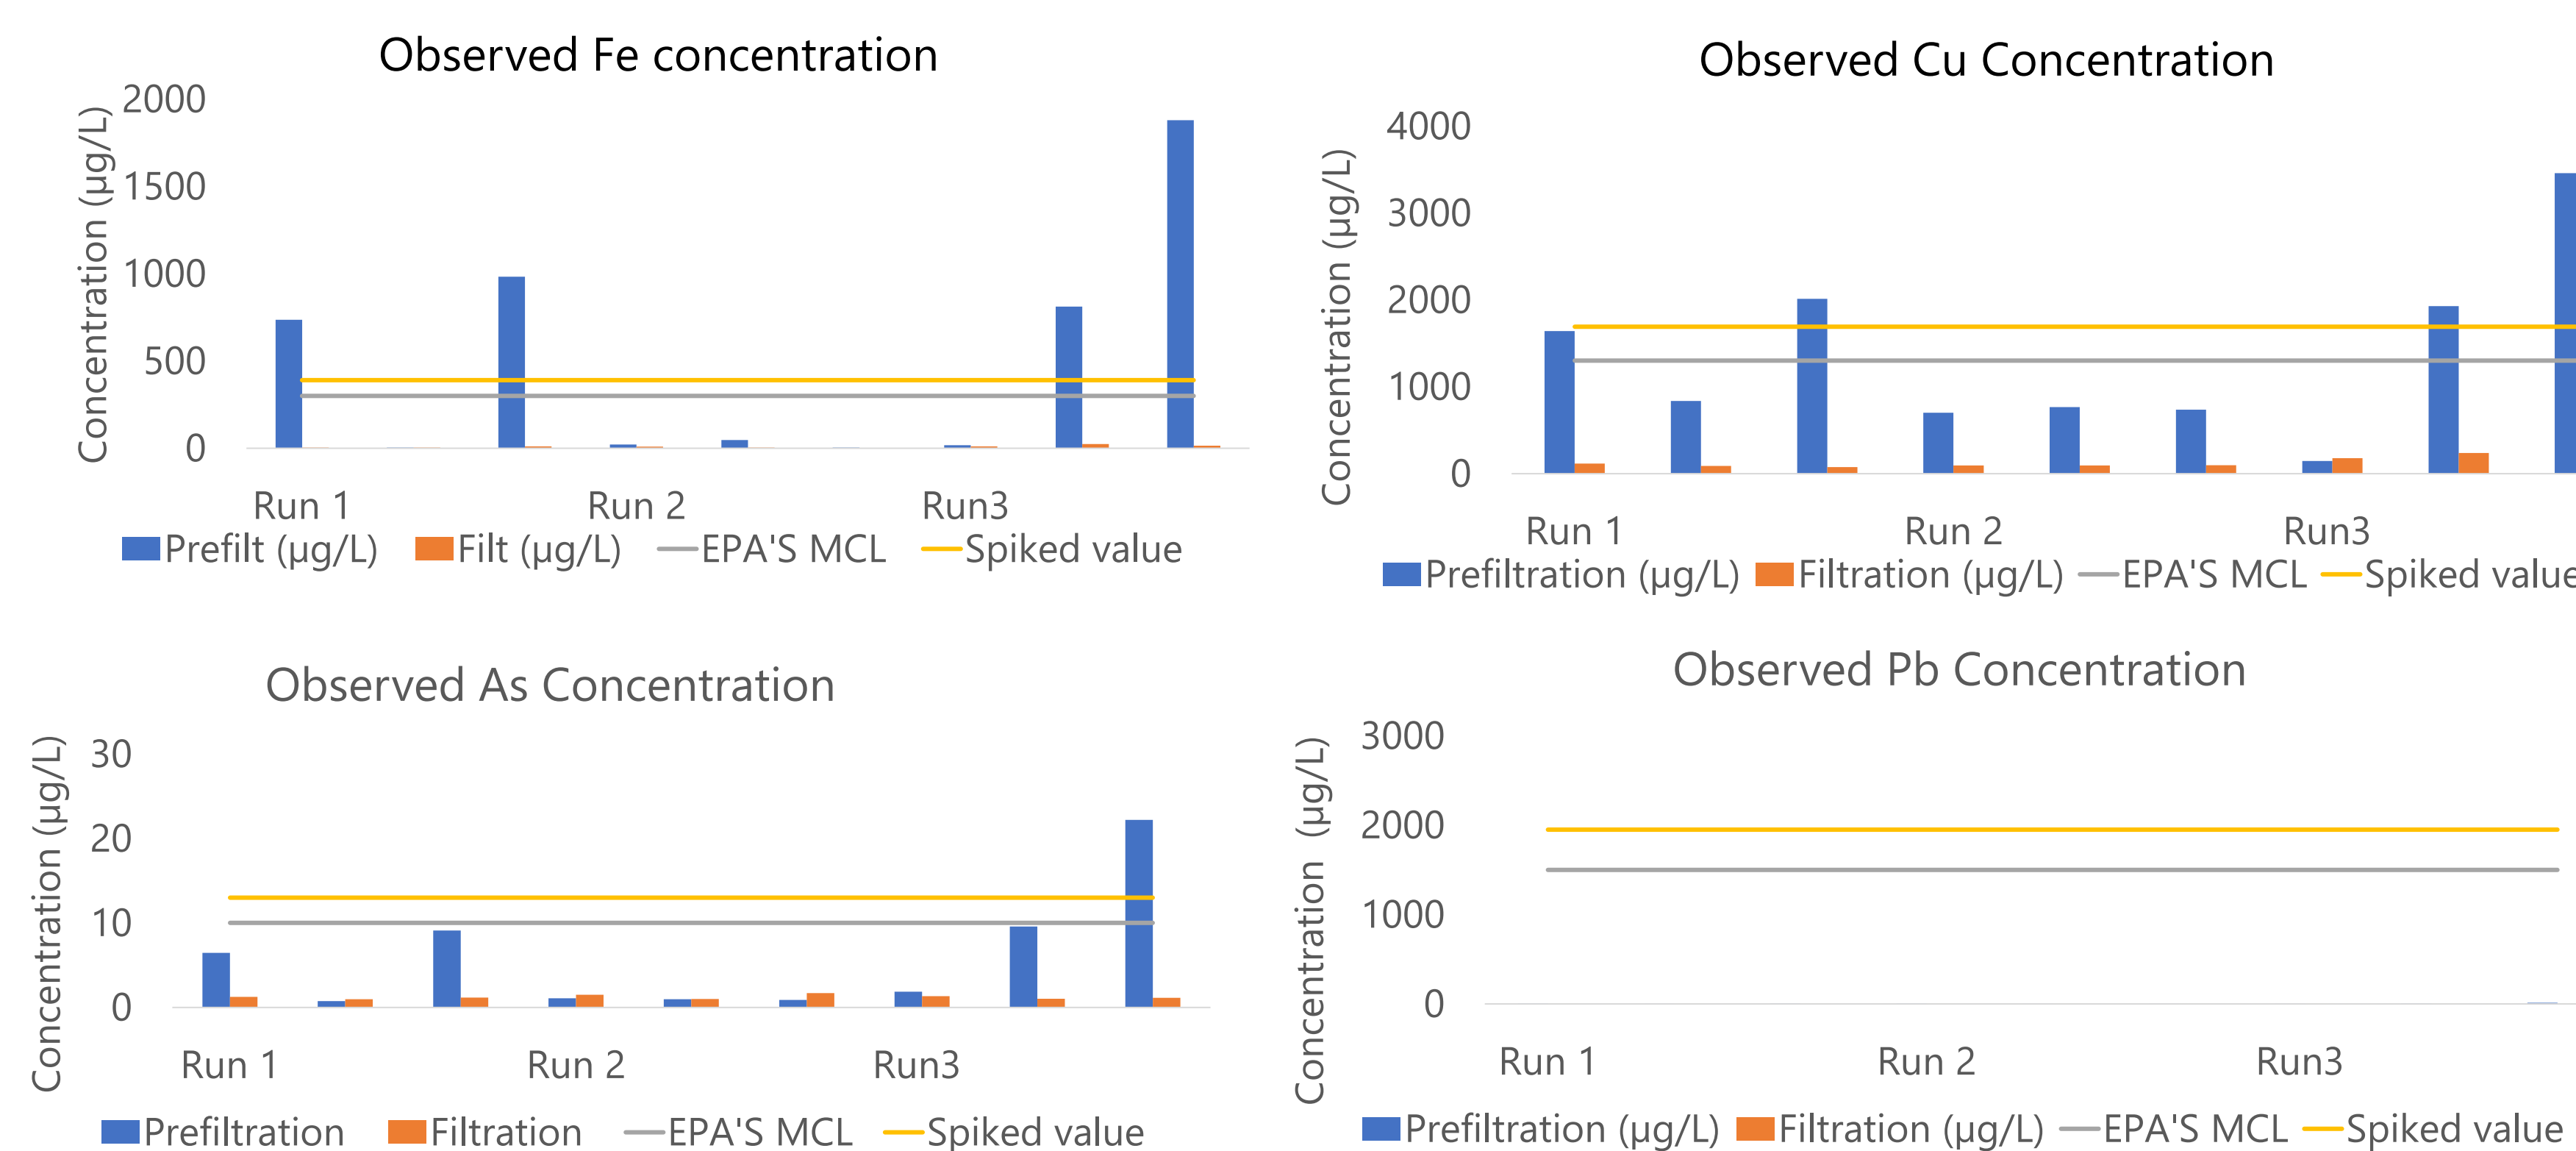 Observed Fe concentration
Concentration (µg/L)
2000
1500
1000
500
0
Run 1 Run 2 Run3
Prefilt (µg/L) Filt (µg/L) EPA'S MCL Spiked value
Observed Cu Concentration
Concentration (µg/L)
4000
3000
2000
1000
0
Run 1 Run 2 Run3
Prefiltration (µg/L) Filtration (µg/L) EPA'S MCL Spiked value
Observed As Concentration
Concentration (µg/L)
30
20
10
0
Run 1 Run 2 Run3
Prefiltration Filtration EPA'S MCL Spiked value
Observed Pb Concentration
Concentration (µg/L)
3000
2000
1000
0
Run 1 Run 2 Run3
Prefiltration (µg/L) Filtration (µg/L) EPA'S MCL Spiked value